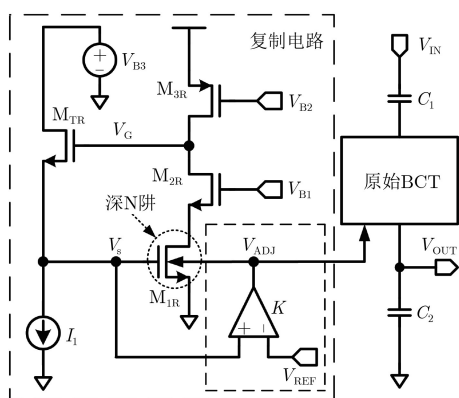 复制电路
V_IN
V_B3
C_1
M_3R
V_B2
M_TR
V_G
原始BCT
M_2R
V_B1
深N阱
V_s
V_ADJ
V_OUT
M_1R
K
C_2
I_1
+ −
V_REF